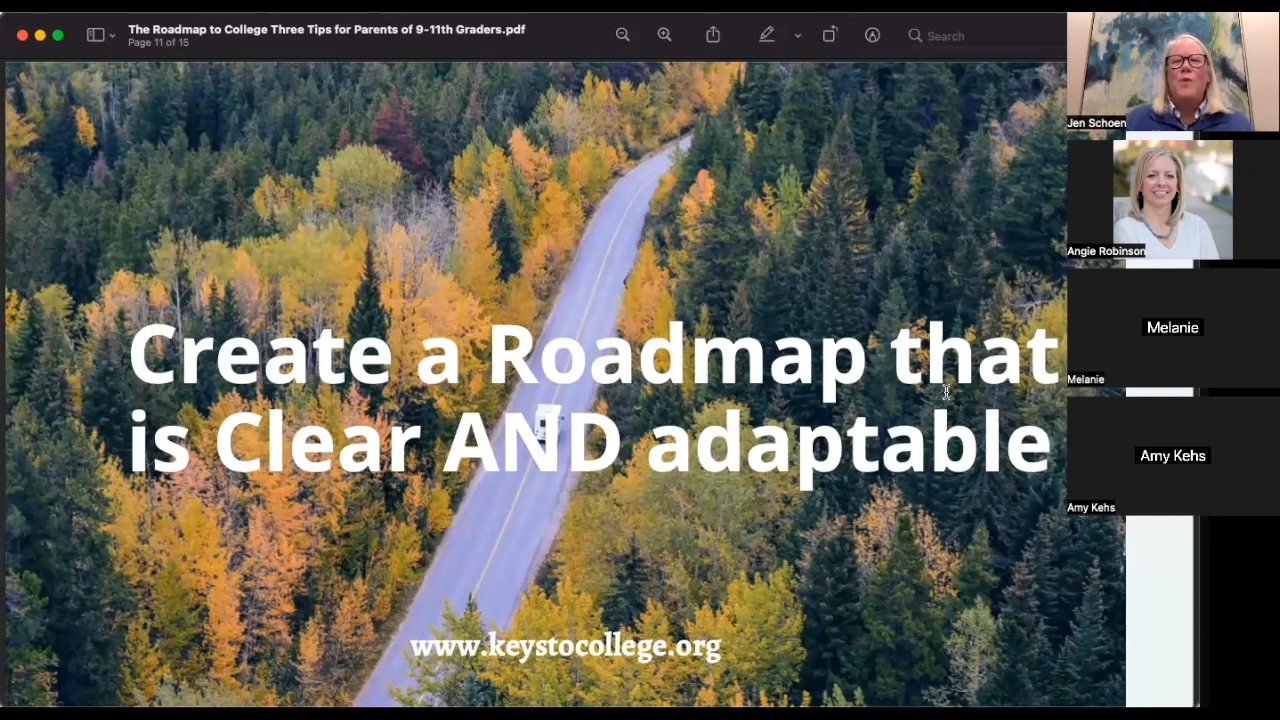 The Roadmap to College Three Tips for Parents of 9-11th Graders.pdf
Page 11 of 15
Search
Create a Roadmap that
is Clear AND adaptable
www.keystocollege.org
Jen Schoen
Angie Robinson
Melanie
Melanie
Amy Kehs
Amy Kehs